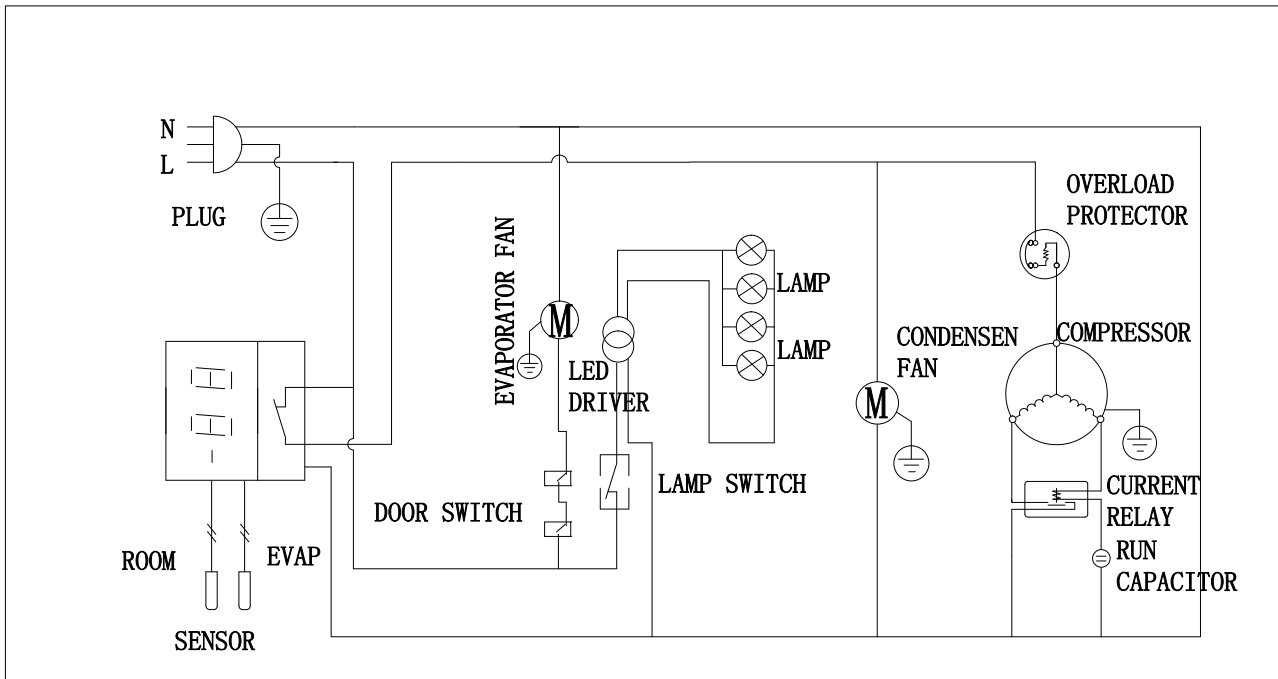 N
L
PLUG
OVERLOAD
PROTECTOR
EVAPORATOR FAN
M
LAMP
LAMP
LED
DRIVER
CONDENSEN
FAN
COMPRESSOR
M
LAMP SWITCH
DOOR SWITCH
CURRENT
RELAY
RUN
CAPACITOR
ROOM
EVAP
SENSOR